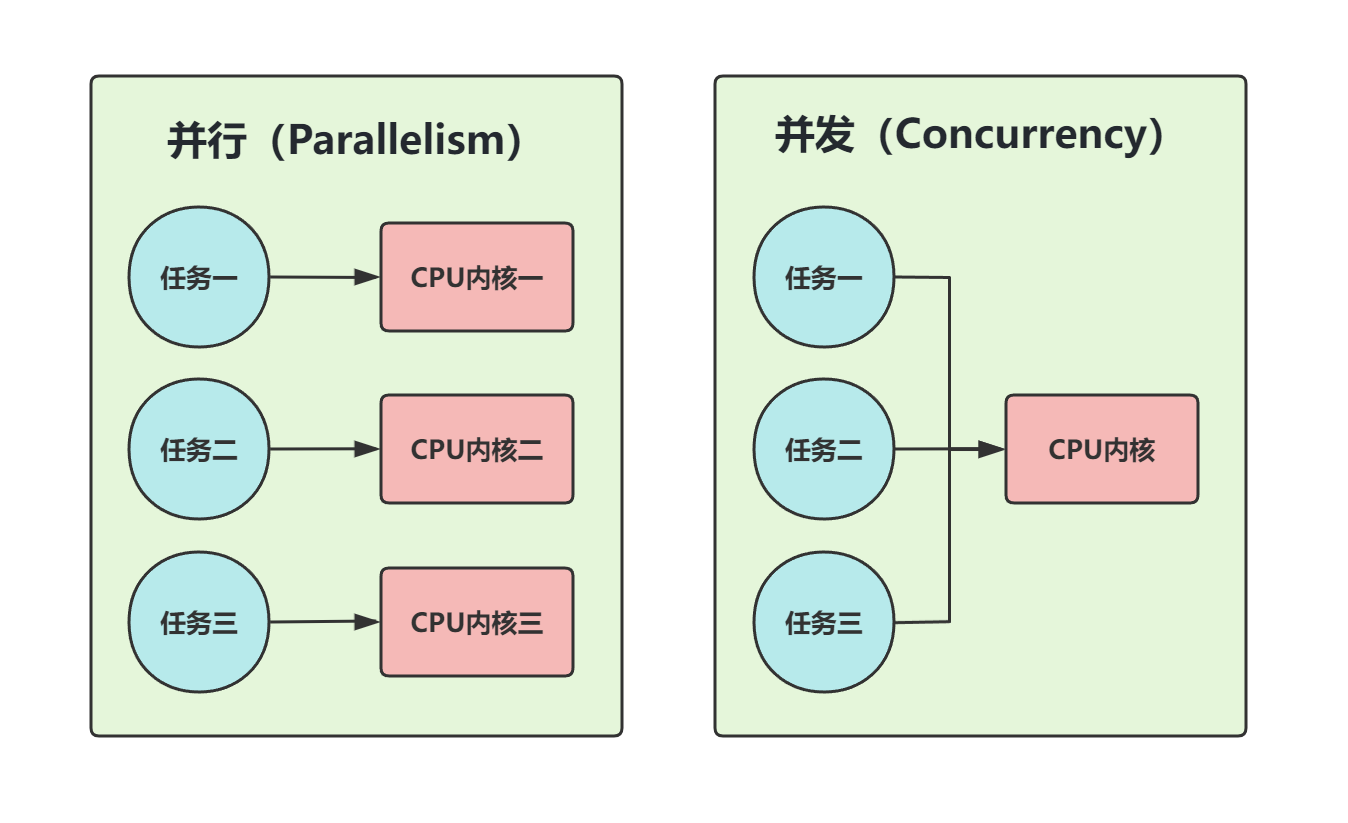 并行（Parallelism）
任务一
CPU内核一
任务二
CPU内核二
任务三
CPU内核三
并发（Concurrency）
任务一
任务二
CPU内核
任务三